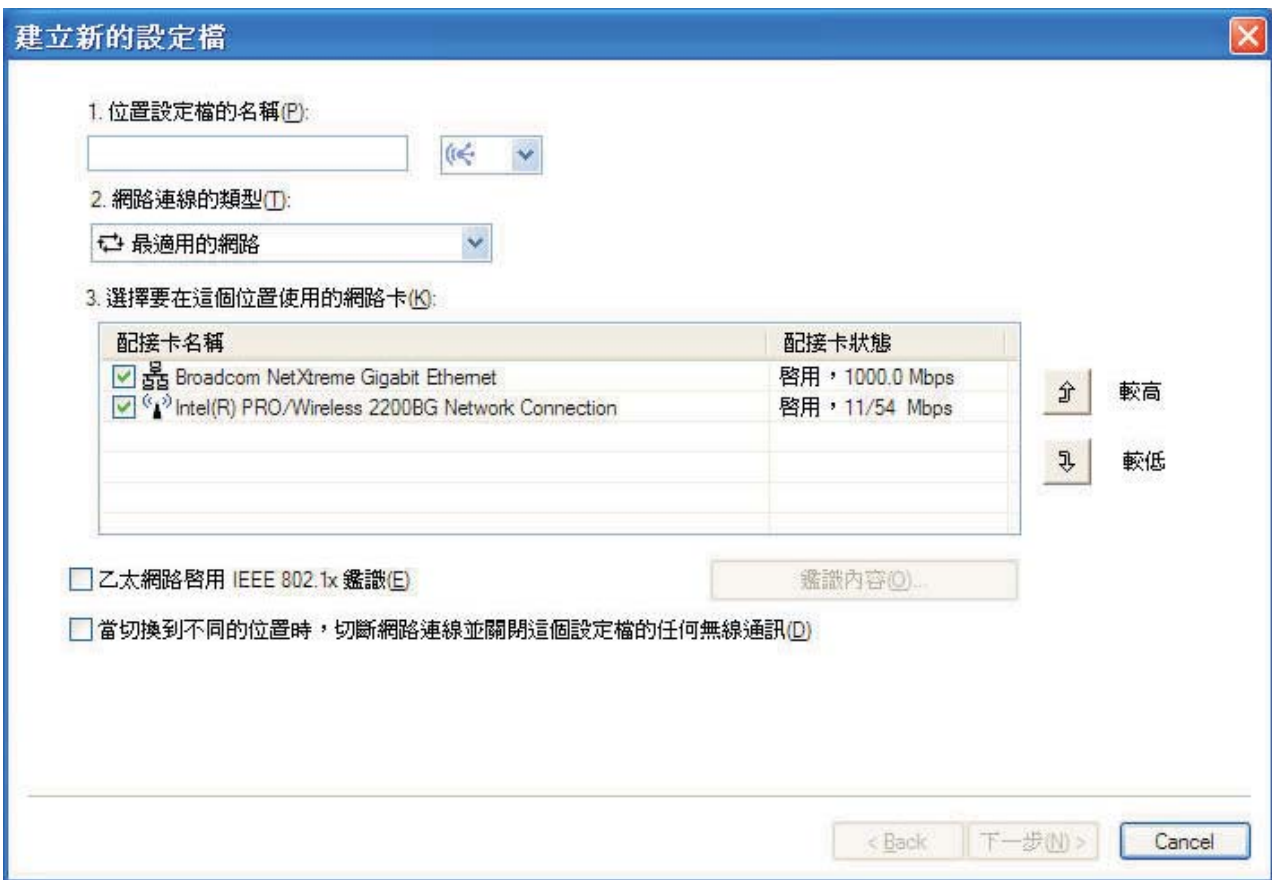 建立新的設定檔
1. 位置設定檔的名稱(P):
2. 網路連線的類型(T):
最適用的網路
3. 選擇要在這個位置使用的網路卡(K):
配接卡名稱 配接卡狀態
Broadcom NetXtreme Gigabit Ethernet 啓用，1000.0 Mbps
Intel(R) PRO/Wireless 2200BG Network Connection 啓用，11/54 Mbps
較高
較低
乙太網路啓用 IEEE 802.1x 鑑識(E) 鑑識內容(O)...
當切換到不同的位置時，切斷網路連線並關閉這個設定檔的任何無線通訊(D)
< Back 下一步(N) > Cancel